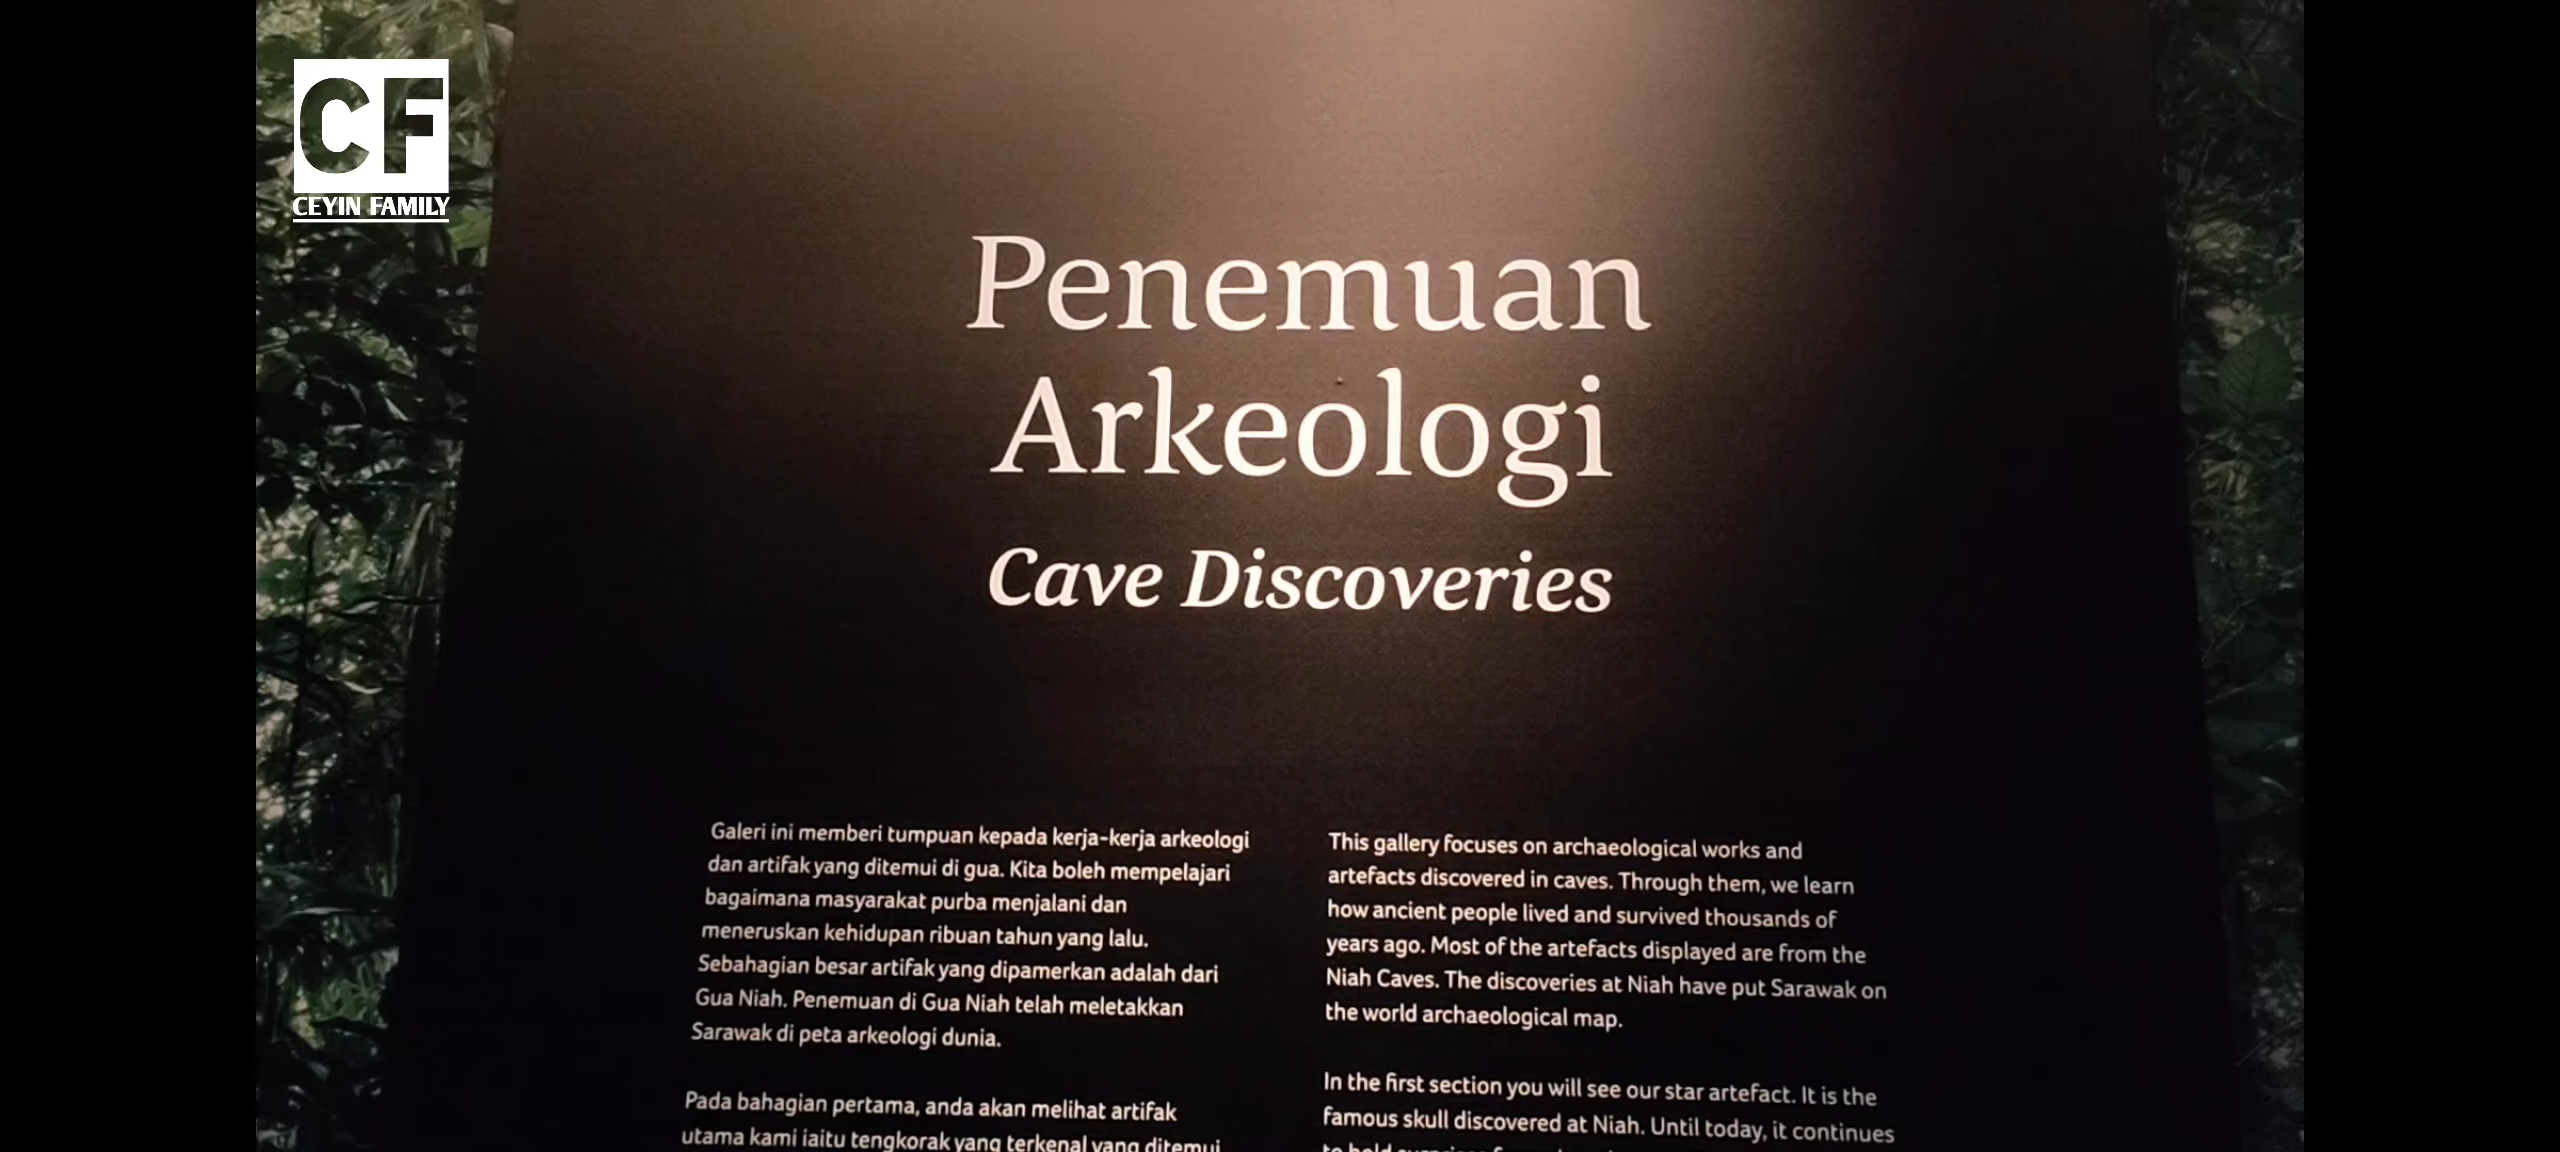 CF
CEYIN FAMILY
Penemuan
Arkeologi
Cave Discoveries
Galeri ini memberi tumpuan kepada kerja-kerja arkeologi
dan artifak yang ditemui di gua. Kita boleh mempelajari
bagaimana masyarakat purba menjalani dan
meneruskan kehidupan ribuan tahun yang lalu.
Sebahagian besar artifak yang dipamerkan adalah dari
Gua Niah. Penemuan di Gua Niah telah meletakkan
Sarawak di peta arkeologi dunia.
Pada bahagian pertama, anda akan melihat artifak
utama kami iaitu tengkorak yang terkenal yang ditemui
This gallery focuses on archaeological works and
artefacts discovered in caves. Through them, we learn
how ancient people lived and survived thousands of
years ago. Most of the artefacts displayed are from the
Niah Caves. The discoveries at Niah have put Sarawak on
the world archaeological map.
In the first section you will see our star artefact. It is the
famous skull discovered at Niah. Until today, it continues
to hold